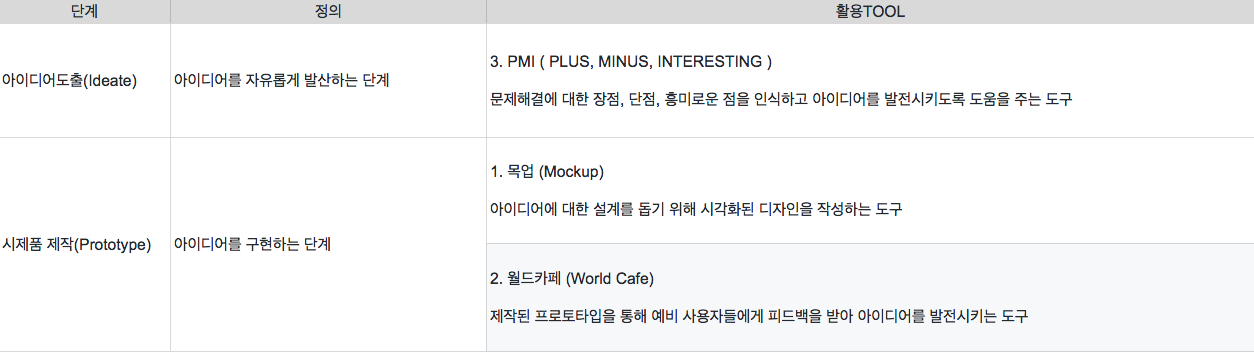 단계 정의 활용TOOL
아이디어도출(Ideate) 아이디어를 자유롭게 발산하는 단계
3. PMI ( PLUS, MINUS, INTERESTING )
문제해결에 대한 장점, 단점, 흥미로운 점을 인식하고 아이디어를 발전시키도록 도움을 주는 도구
시제품 제작(Prototype) 아이디어를 구현하는 단계
1. 목업 (Mockup)
아이디어에 대한 설계를 돕기 위해 시각화된 디자인을 작성하는 도구
2. 월드카페 (World Cafe)
제작된 프로토타입을 통해 예비 사용자들에게 피드백을 받아 아이디어를 발전시키는 도구